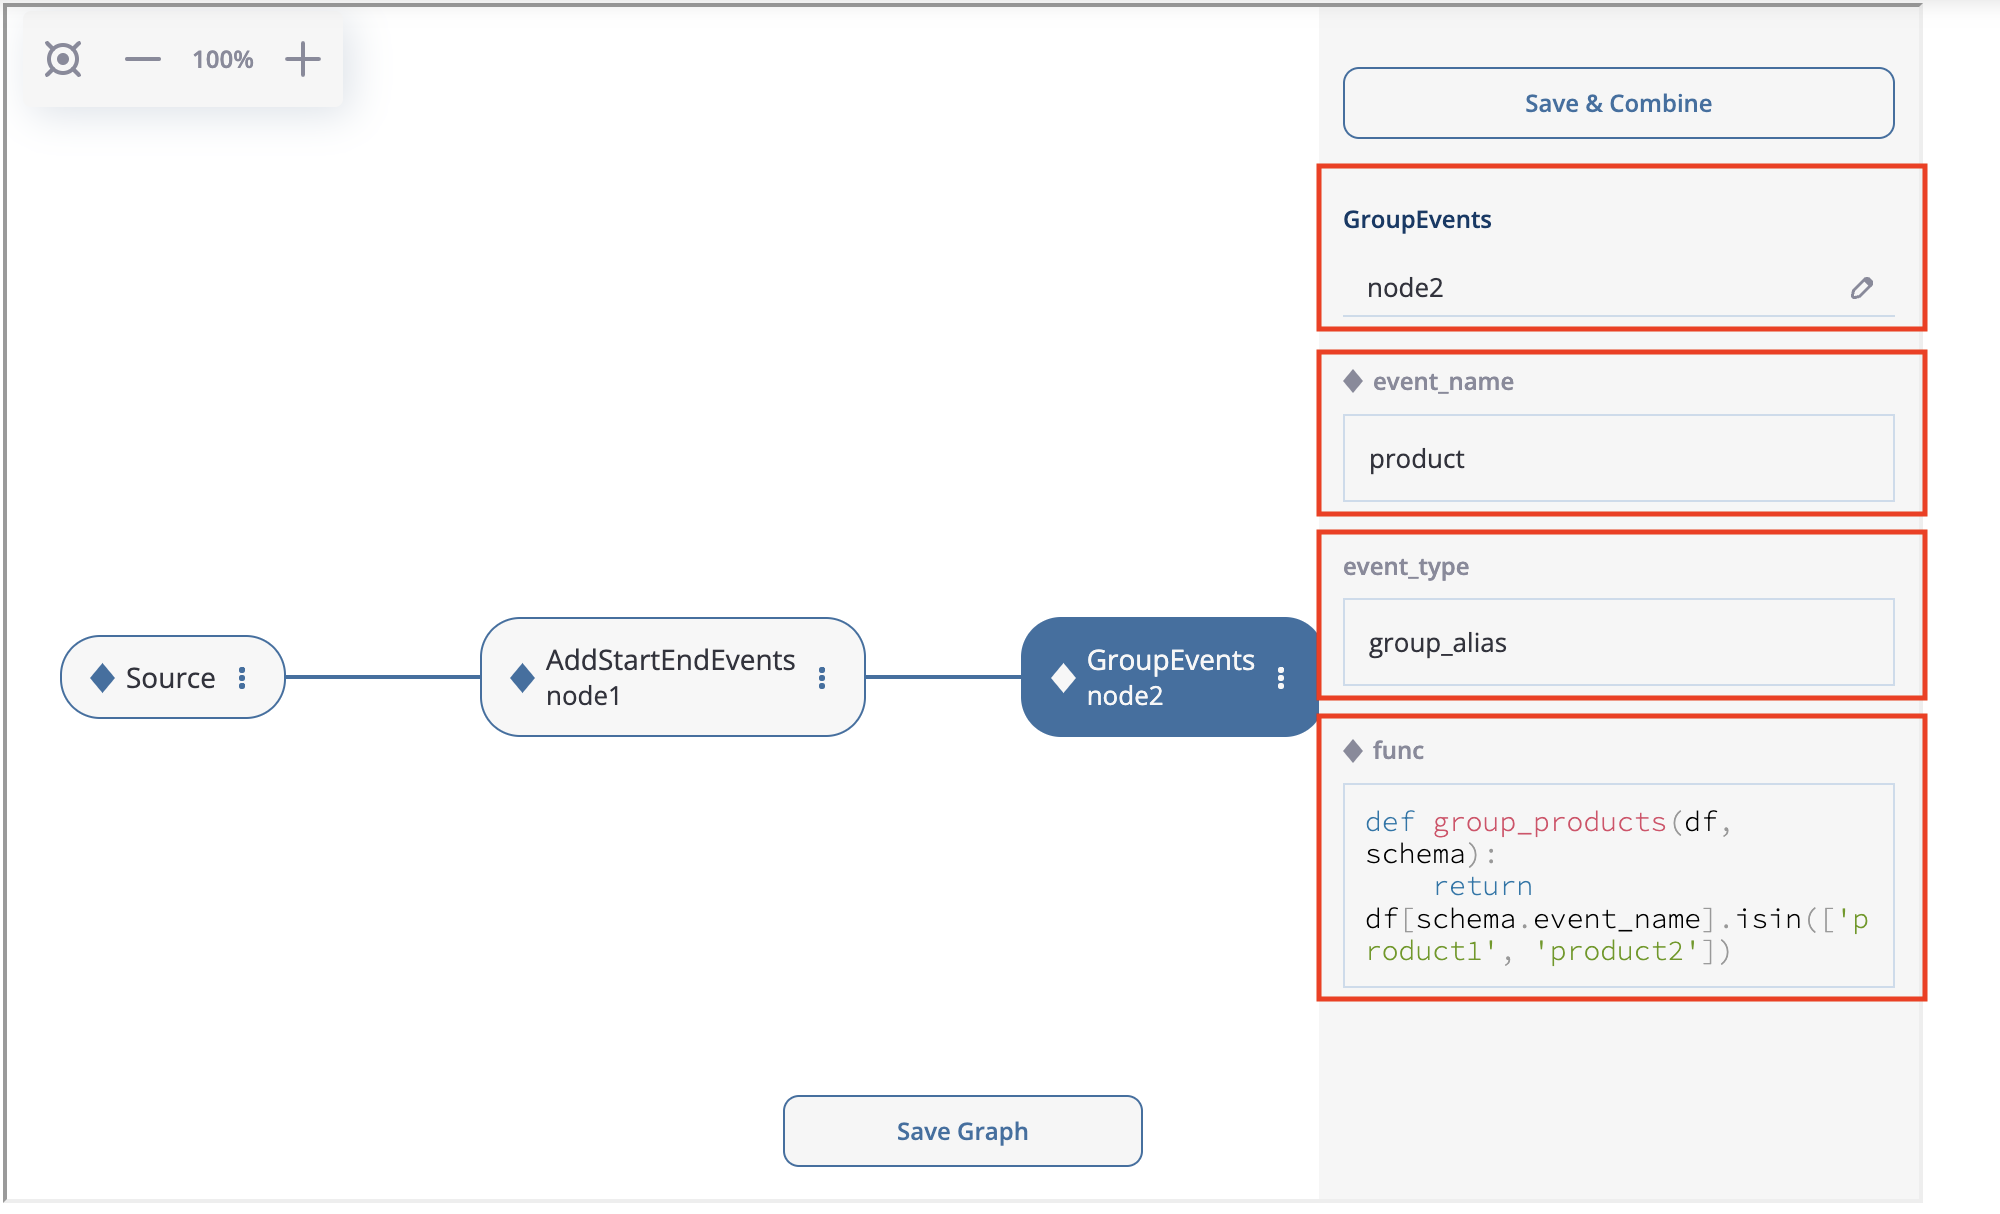 100%
Save & Combine
GroupEvents
node2
event_name
product
event_type
group_alias
func
def group_products(df,
schema):
    return
df[schema.event_name].isin(['p
roduct1', 'product2'])
Source
AddStartEndEvents
node1
GroupEvents
node2
Save Graph